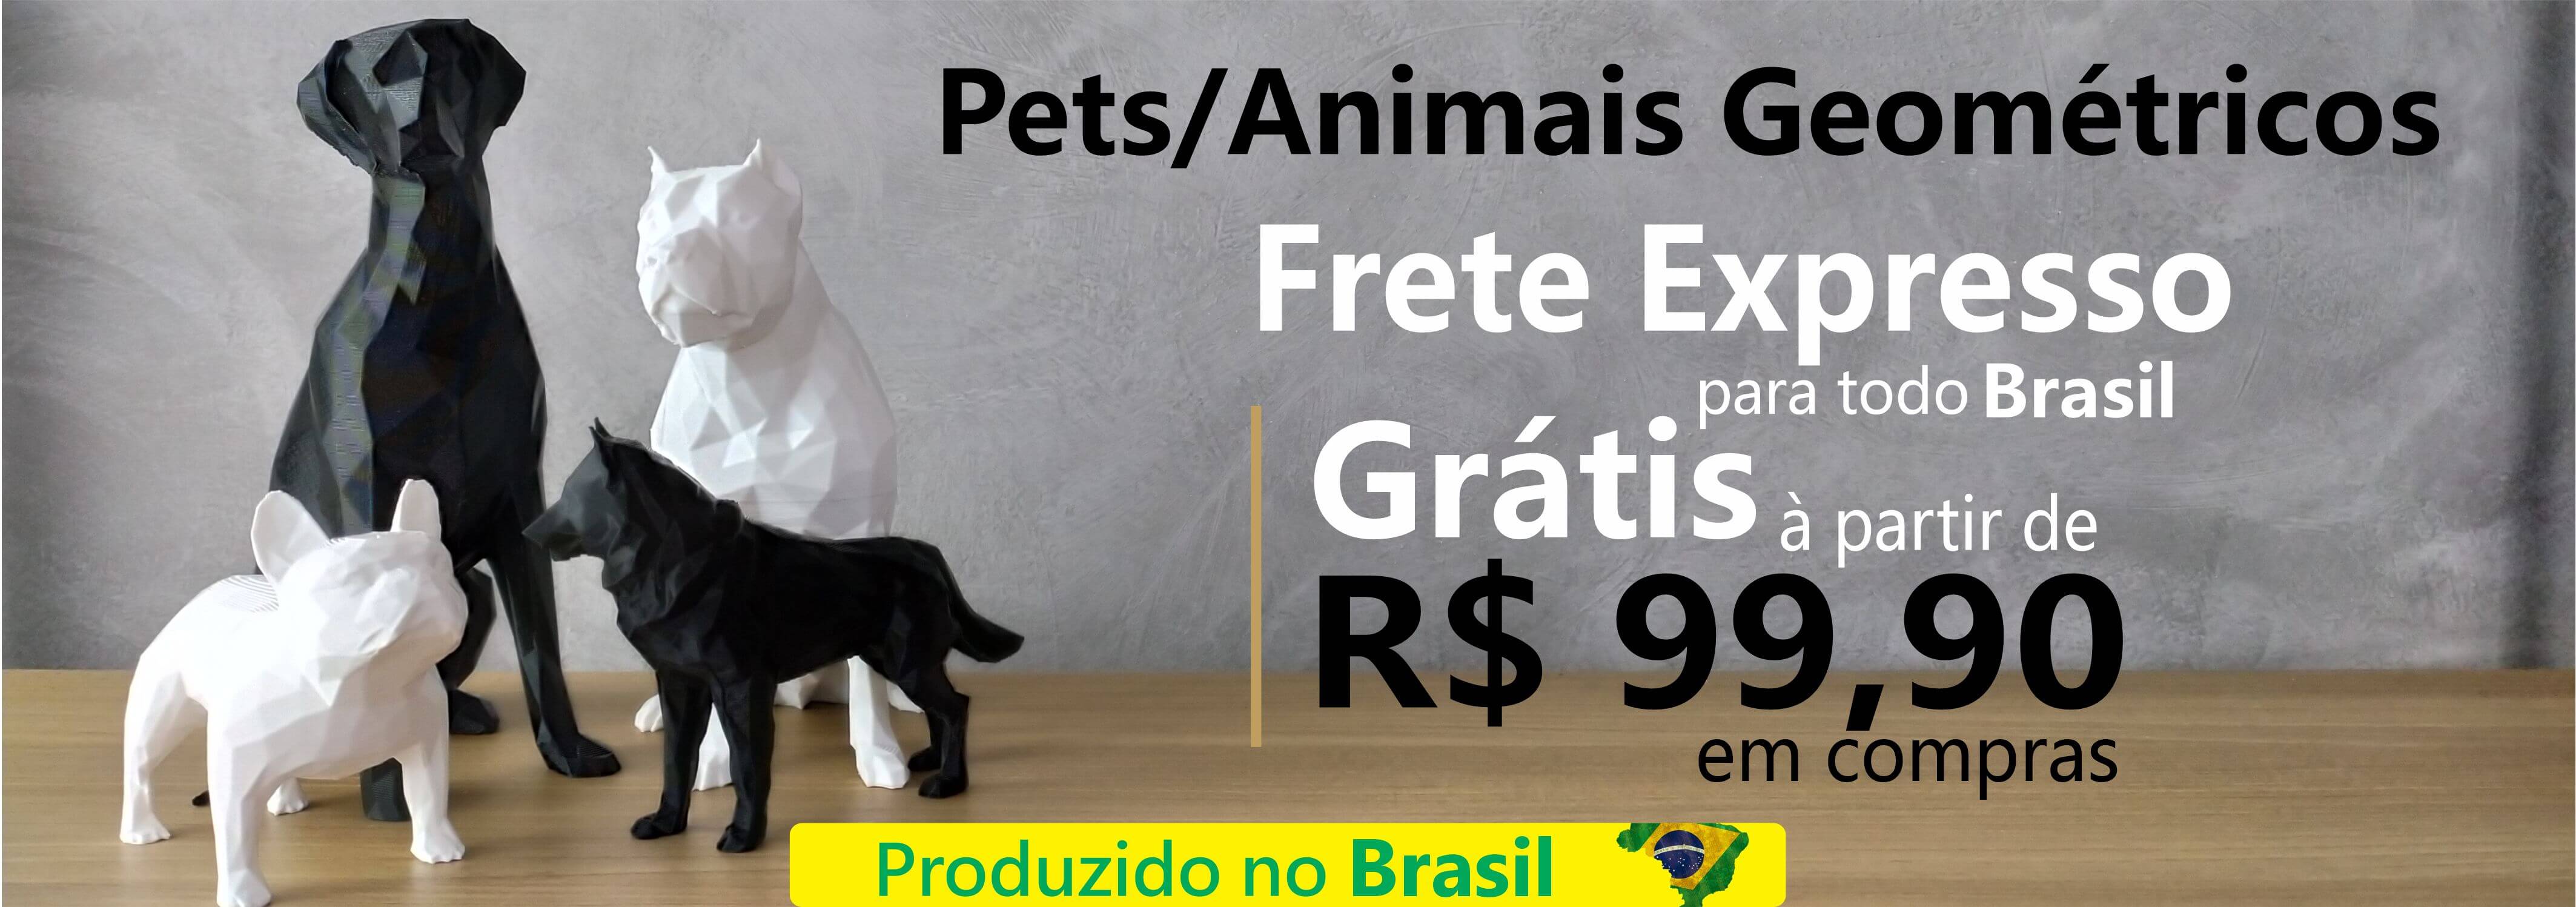 Pets/Animais Geométricos
Frete Expresso
para todo Brasil
Grátis à partir de
R$ 99,90
em compras
Produzido no Brasil